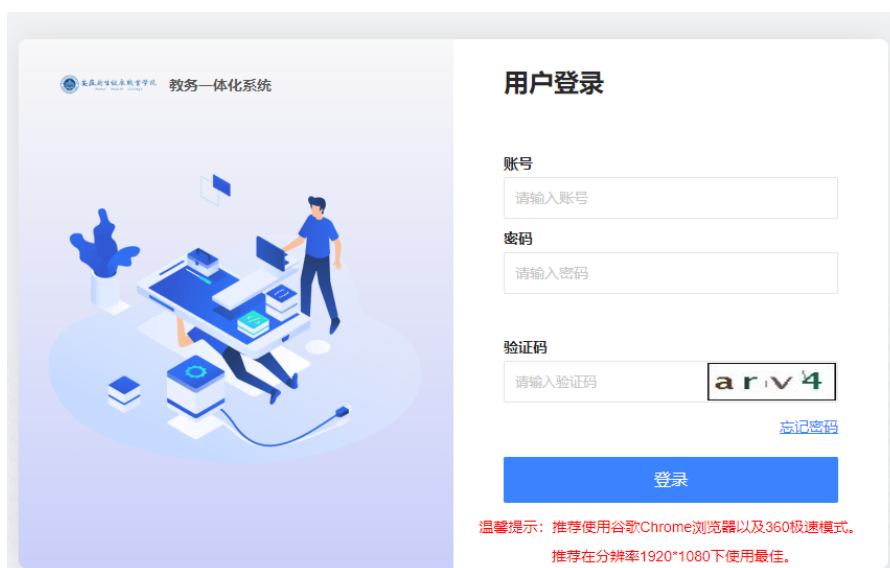 教务一体化系统
用户登录
账号
请输入账号
密码
请输入密码
验证码
请输入验证码
忘记密码
登录
温馨提示：推荐使用谷歌Chrome浏览器以及360极速模式。
推荐在分辨率1920*1080下使用最佳。